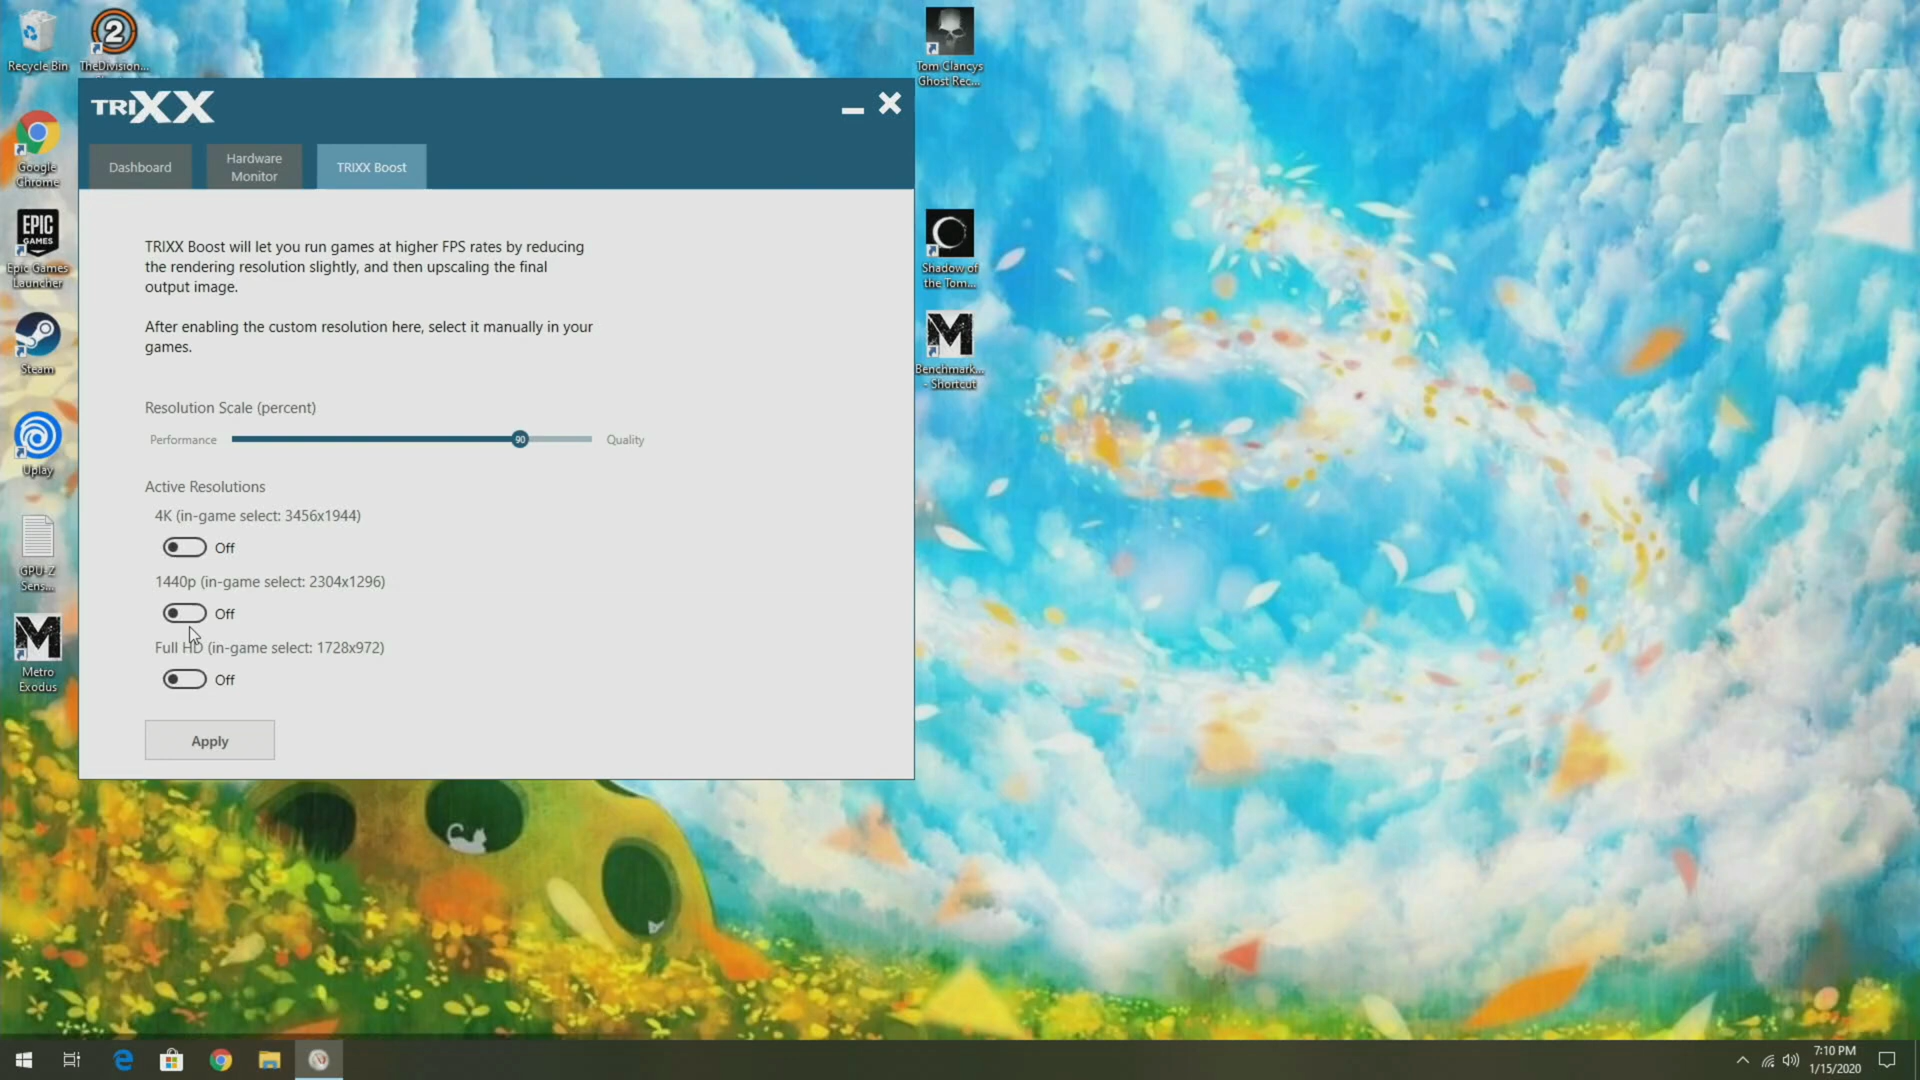 Recycle Bin
TheDivision...
Google
Chrome
EPIC
GAMES
Epic Games
Launcher
Steam
Uplay
GPU-Z
Sens...
Metro
Exodus
TRIXX
Dashboard
Hardware
Monitor
TRIXX Boost
TRIXX Boost will let you run games at higher FPS rates by reducing
the rendering resolution slightly, and then upscaling the final
output image.
After enabling the custom resolution here, select it manually in your
games.
Resolution Scale (percent)
Performance
90
Quality
Active Resolutions
4K (in-game select: 3456x1944)
Off
1440p (in-game select: 2304x1296)
Off
Full HD (in-game select: 1728x972)
Off
Apply
Tom Clancys
Ghost Rec...
Shadow of
the Tom...
Benchmark...
- Shortcut
7:10 PM
1/15/2020